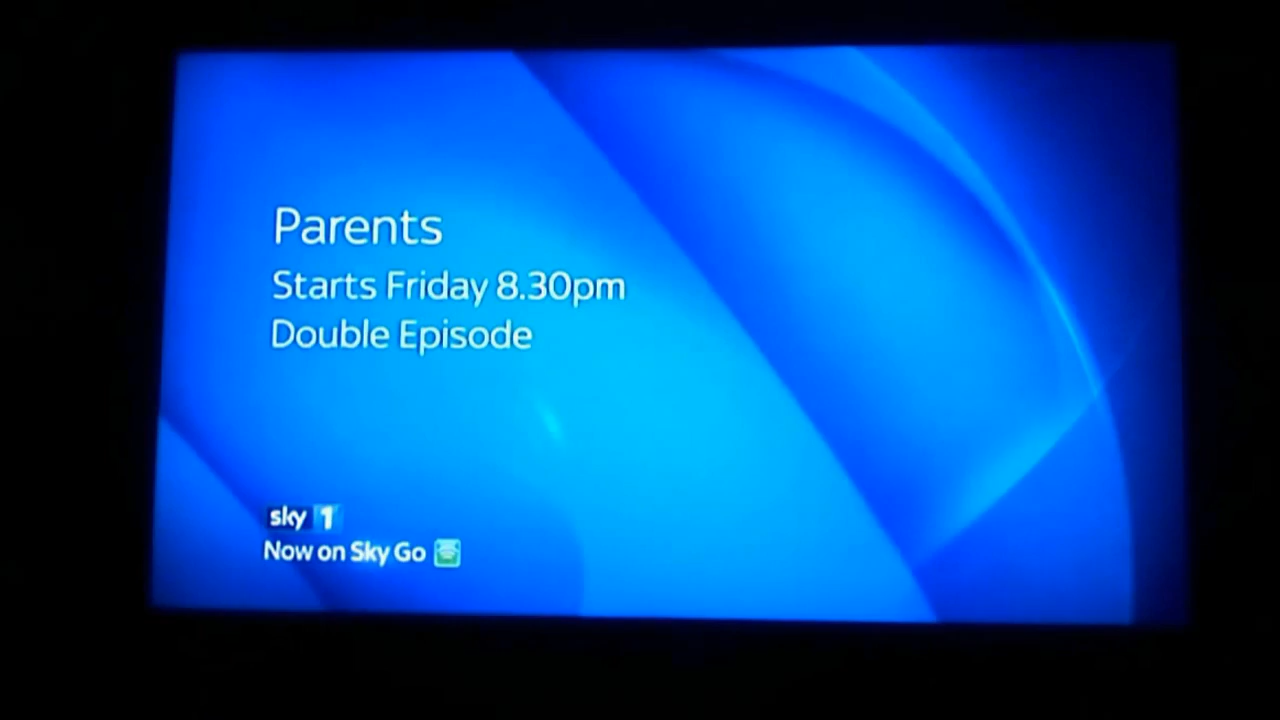 Parents
Starts Friday 8.30pm
Double Episode
sky 1
Now on Sky Go